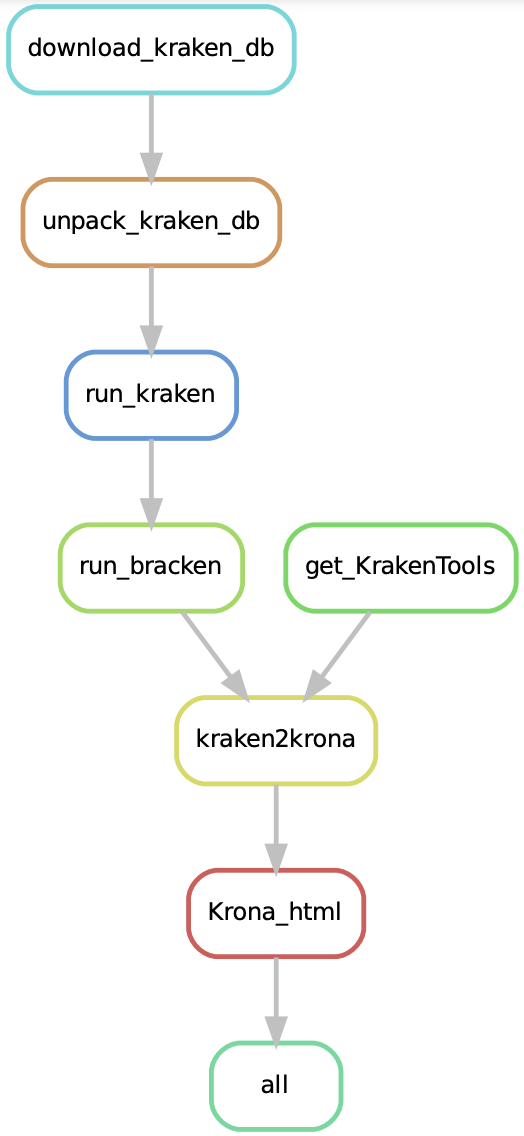 download_kraken_db
unpack_kraken_db
run_kraken
run_bracken
get_KrakenTools
kraken2krona
Krona_html
all